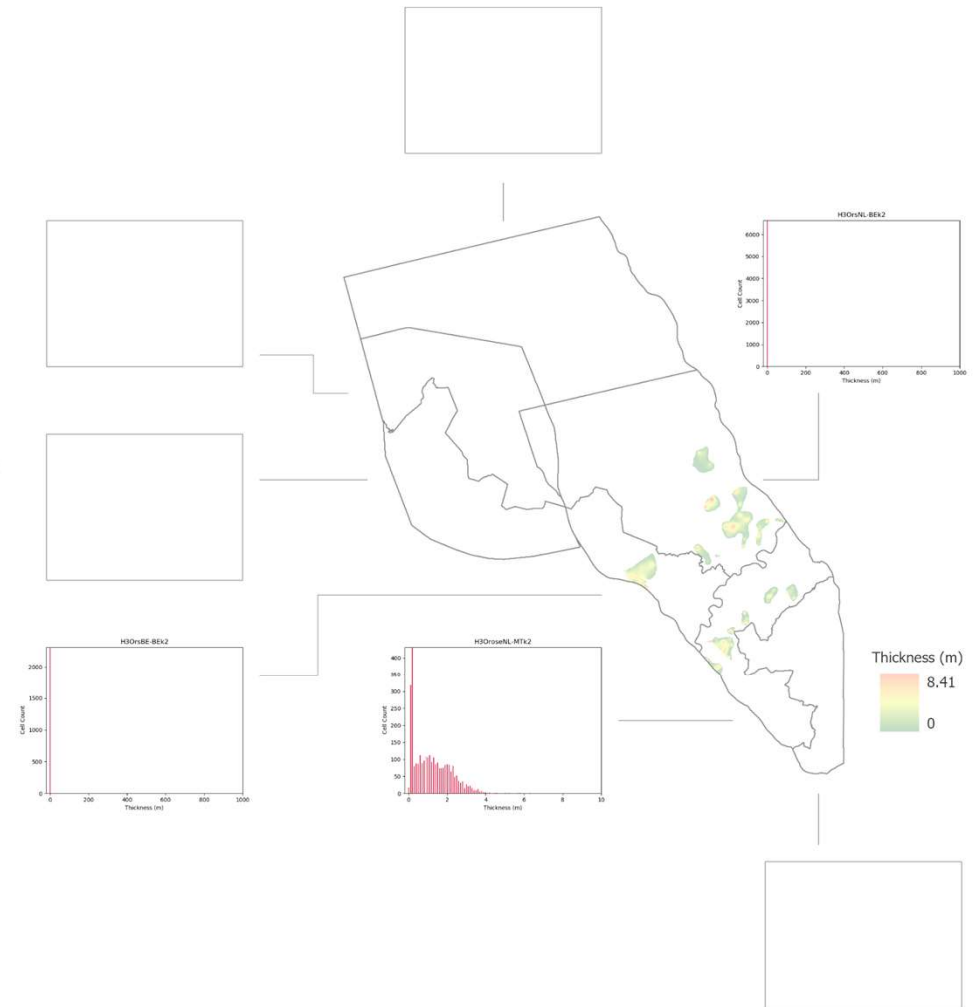 H3OrsNL-BEk2
6000
5000
4000
3000
2000
1000
0
Cell Count
0 200 400 600 800 1000
Thickness (m)
H3OrsBE-BEk2
2000
1500
1000
500
0
Cell Count
0 200 400 600 800 1000
Thickness (m)
H3OroseNL-MTk2
400
350
300
250
200
150
100
50
0
Cell Count
0 2 4 6 8 10
Thickness (m)
Thickness (m)
8.41
0